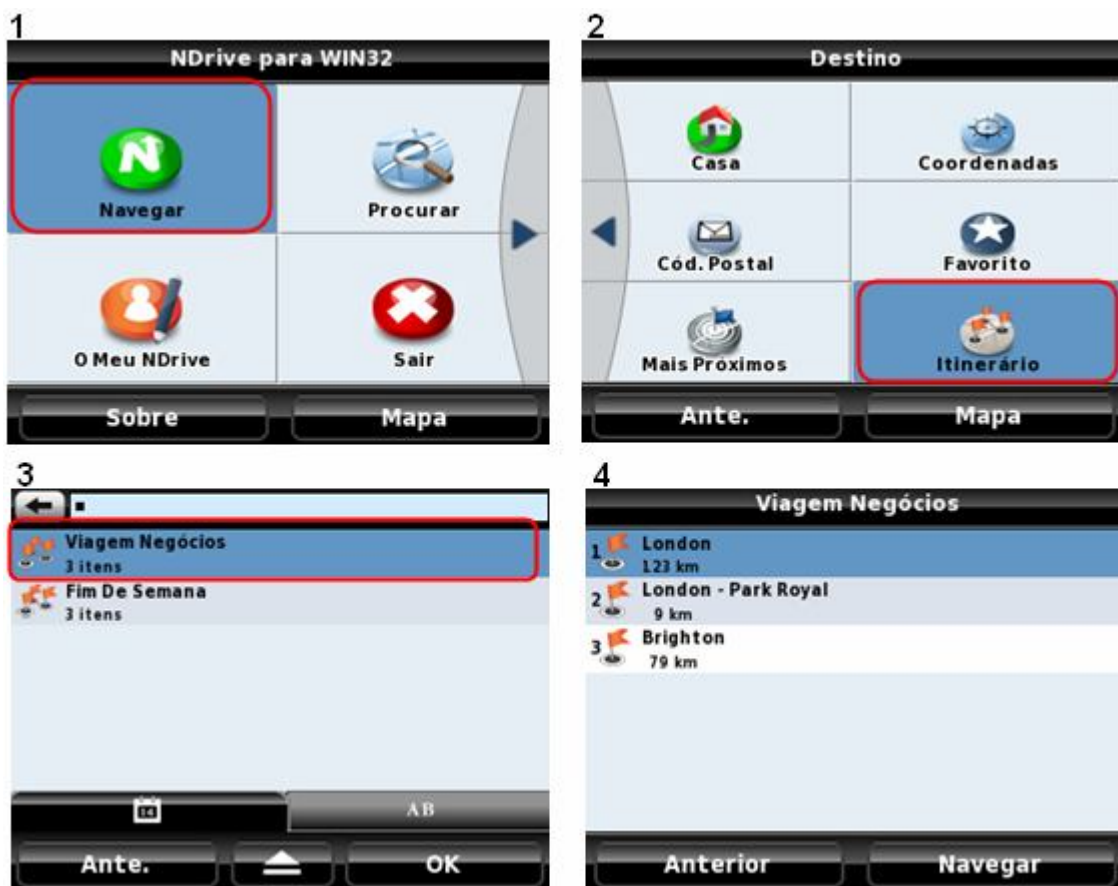 1
NDrive para WIN32
Navegar
Procurar
O Meu NDrive
Sair
Sobre
Mapa
2
Destino
Casa
Coordenadas
Cód. Postal
Favorito
Mais Próximos
Itinerário
Ante.
Mapa
3
Viagem Negócios
3 itens
Fim De Semana
3 itens
14
AB
Ante.
OK
4
Viagem Negócios
1 London
123 km
2 London - Park Royal
9 km
3 Brighton
79 km
Anterior
Navegar